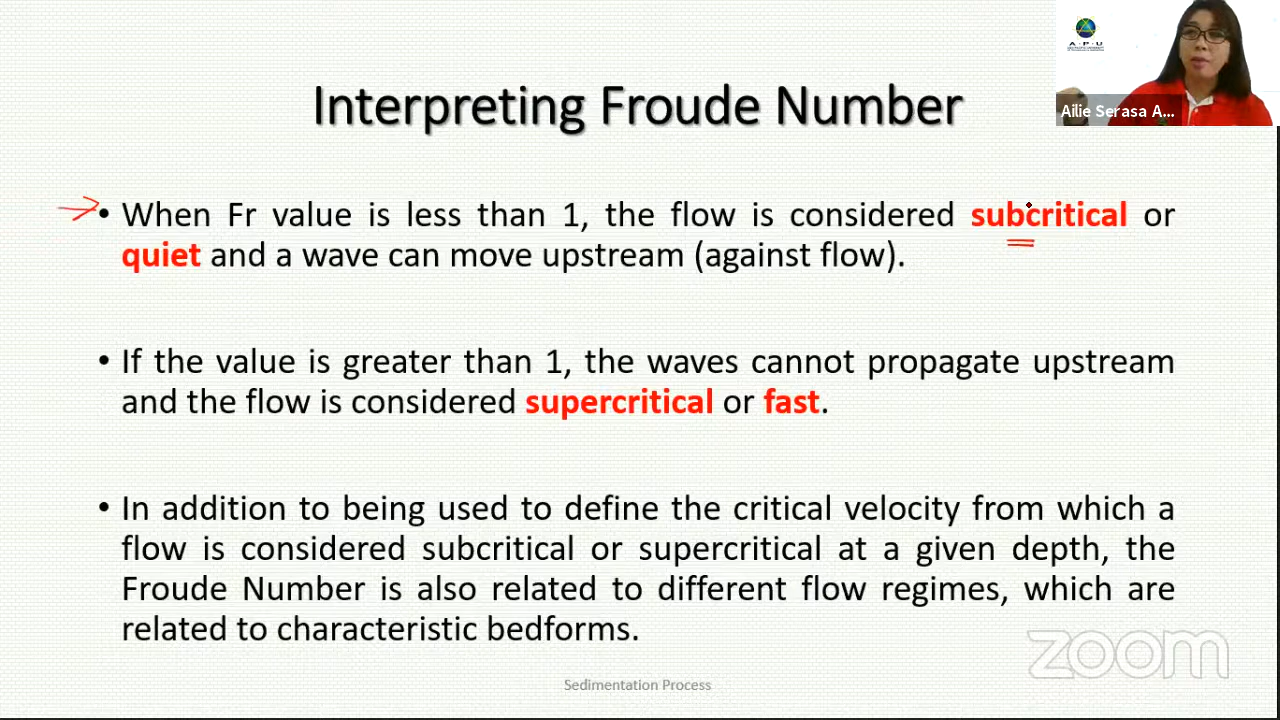 A · P · U
Ailie Serasa A...
Interpreting Froude Number
• When Fr value is less than 1, the flow is considered subcritical or
quiet and a wave can move upstream (against flow).
• If the value is greater than 1, the waves cannot propagate upstream
and the flow is considered supercritical or fast.
• In addition to being used to define the critical velocity from which a
flow is considered subcritical or supercritical at a given depth, the
Froude Number is also related to different flow regimes, which are
related to characteristic bedforms.
zoom
Sedimentation Process